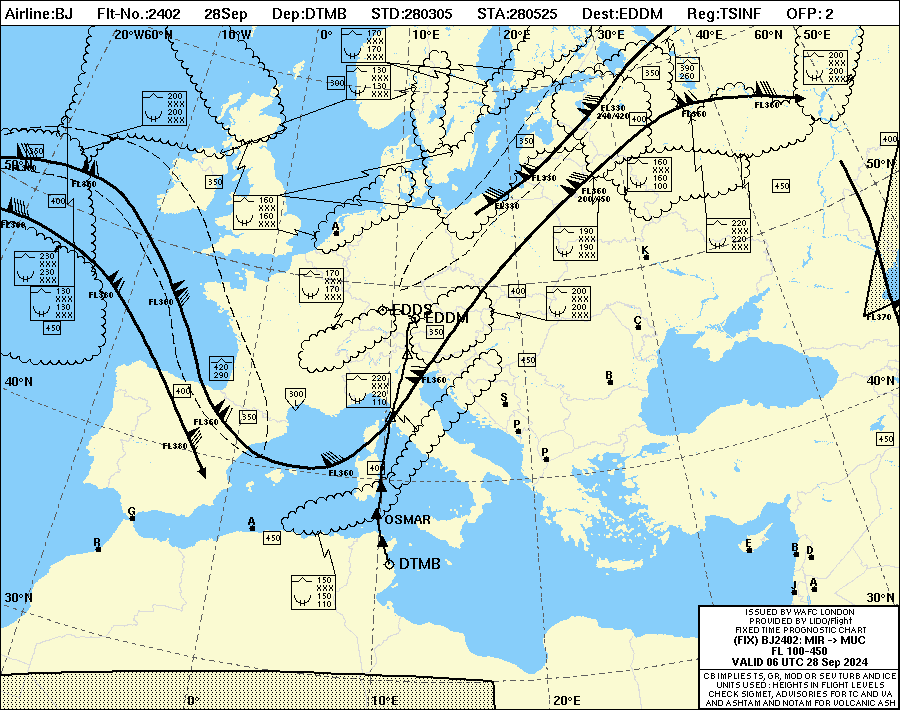 Airline:BJ Flt-No.:2402 28Sep Dep:DTMB STD:280305 STA:280525 Dest:EDDM Reg:TSINF OFP: 2
20°W60°N 10°W 0° 10°E 20°E 30°E 40°E 60°N 50°E
170
XXX
170
130
XXX
130
XXX
300
200
XXX
200
XXX
350
390
260
200
XXX
200
XXX
FL330
240/420
400
FL360
FL360
350
400
50°N
350
FL360
350
160
XXX
160
100
50°N
FL330
FL360
200/450
450
400
160
XXX
160
XXX
FL330
220
XXX
220
XXX
A
190
XXX
190
XXX
K
230
XXX
230
XXX
130
XXX
130
XXX
450
FL360
FL360
170
XXX
170
XXX
400
200
XXX
200
XXX
EDDS
EDDM
350
C
FL370
420
290
450
40°N
FL360
B
40°N
400
300
220
XXX
220
110
S
350
FL360
P
450
FL380
P
FL360
400
G
A
OSMAR
R
450
E
B
D
DTMB
150
XXX
150
110
J
A
30°N
30°N
ISSUED BY WAFC LONDON
PROVIDED BY LIDO/Flight
FIXED TIME PROGNOSTIC CHART
(FIX) BJ2402: MIR -> MUC
FL 100-450
VALID 06 UTC 28 Sep 2024
CB IMPLIES TS, GR, MOD OR SEV TURB AND ICE
UNITS USED : HEIGHTS IN FLIGHT LEVELS
CHECK SIGMET, ADVISORIES FOR TC AND VA
AND ASHTAM AND NOTAM FOR VOLCANIC ASH
0° 10°E 20°E